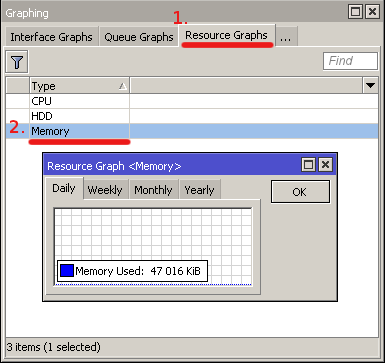 Graphing
1.
Interface Graphs Queue Graphs Resource Graphs ...
Find
Type
CPU
HDD
2. Memory
Resource Graph <Memory>
Daily Weekly Monthly Yearly OK
Memory Used: 47 016 KiB
3 items (1 selected)